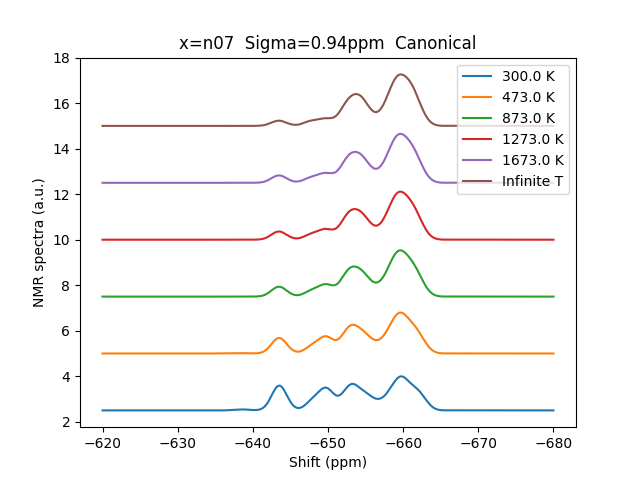 x=n07  Sigma=0.94ppm  Canonical
NMR spectra (a.u.)
18
16
14
12
10
8
6
4
2
300.0 K
473.0 K
873.0 K
1273.0 K
1673.0 K
Infinite T
−620 −630 −640 −650 −660 −670 −680
Shift (ppm)